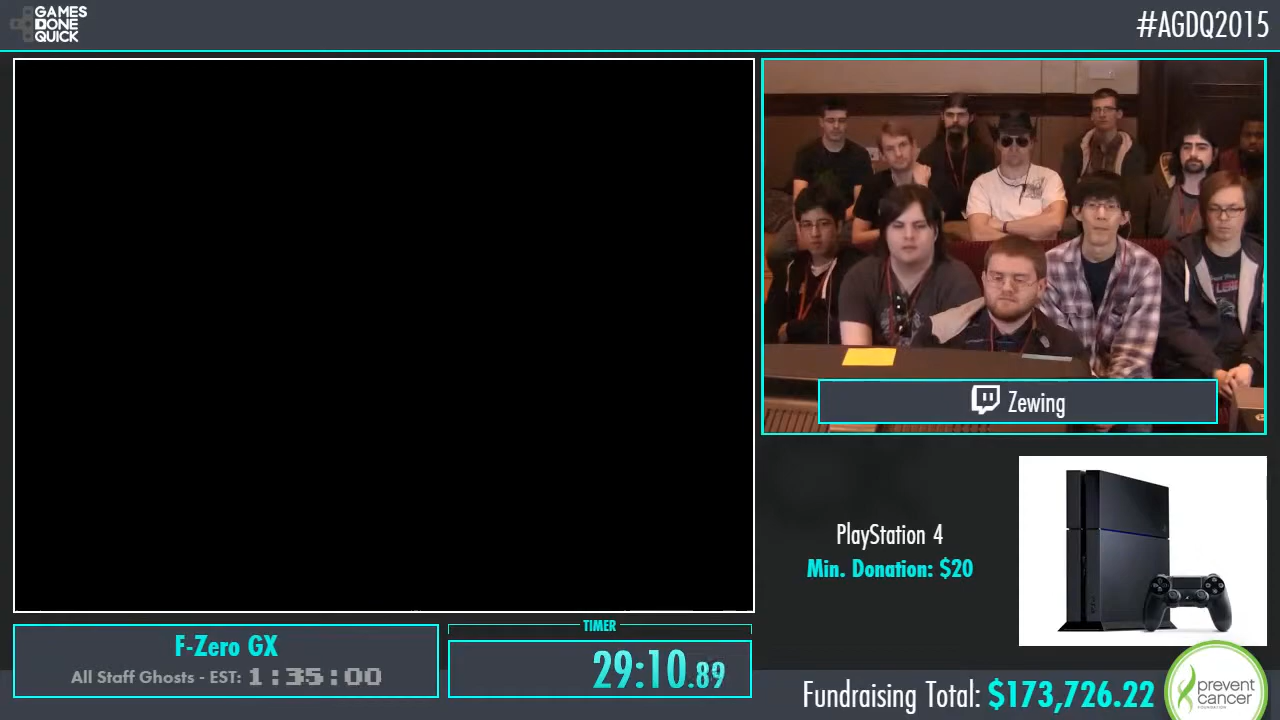 GAMES
DONE
QUICK
#AGDQ2015
Zewing
PlayStation 4
Min. Donation: $20
F-Zero GX
All Staff Ghosts - EST: 1:35:00
TIMER
29:10.89
Fundraising Total: $173,726.22
prevent
cancer